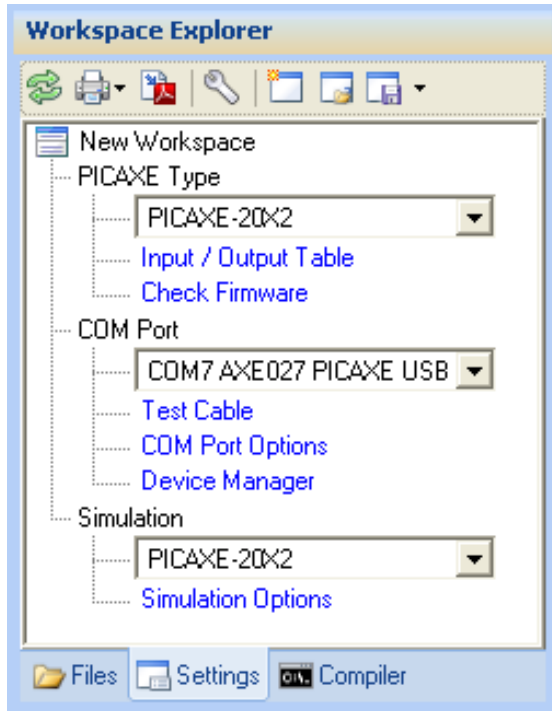 Workspace Explorer
New Workspace
PICAXE Type
PICAXE-20X2
Input / Output Table
Check Firmware
COM Port
COM7 AXE027 PICAXE USB
Test Cable
COM Port Options
Device Manager
Simulation
PICAXE-20X2
Simulation Options
Files Settings Compiler